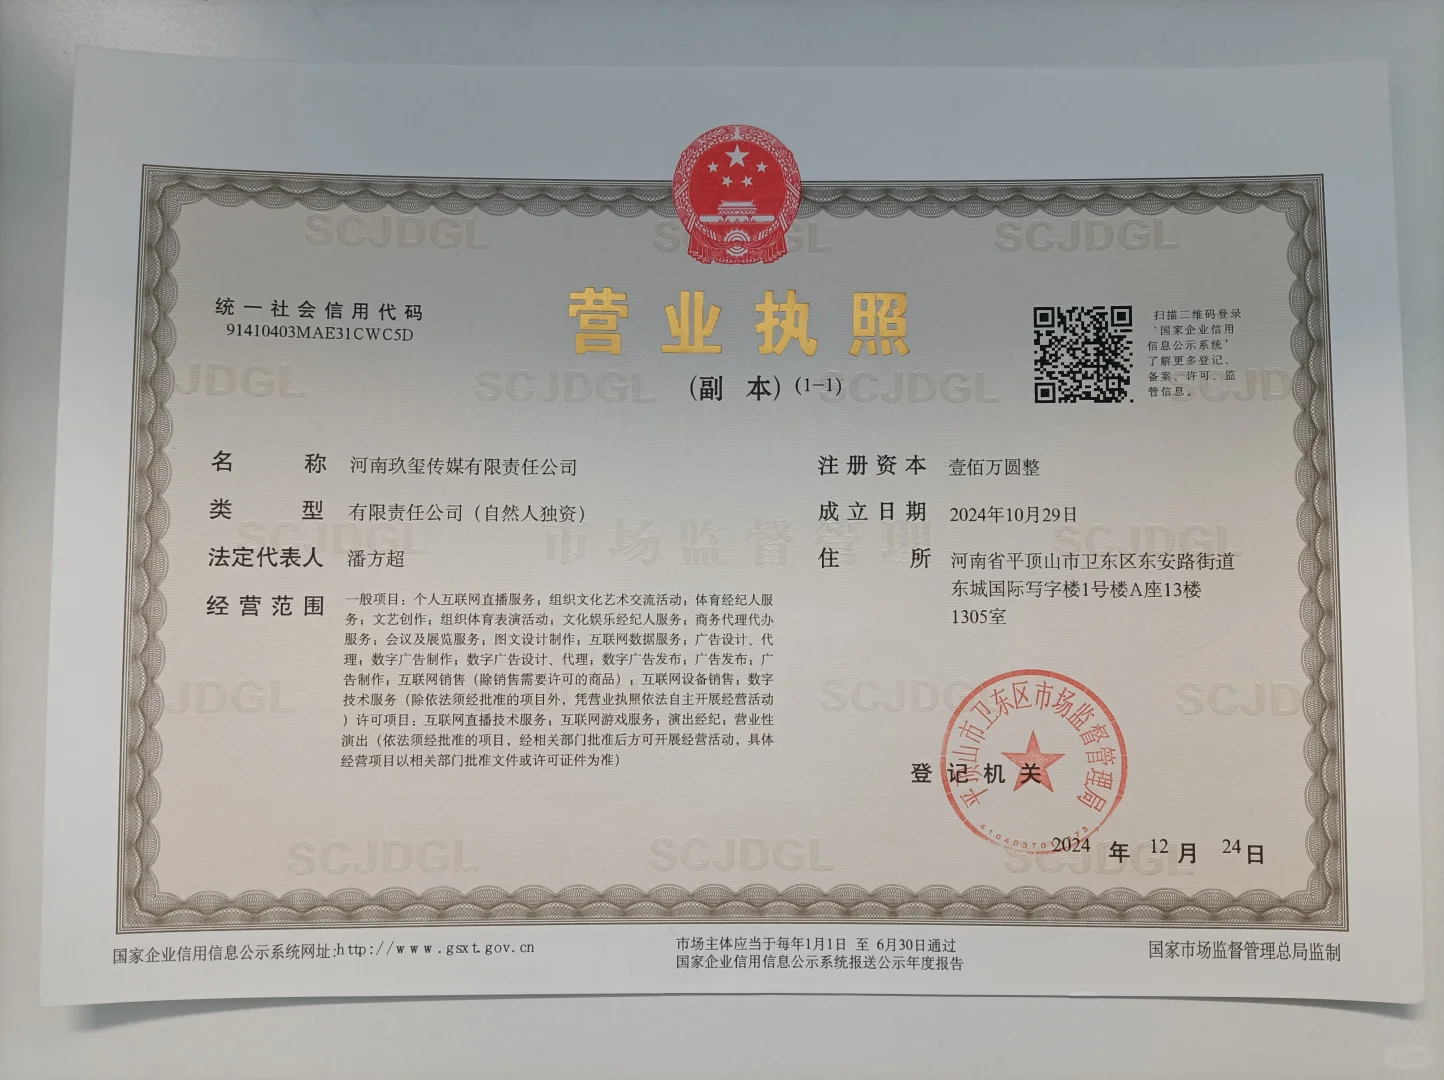 统一社会信用代码
91410403MAE31CWC5D
营业执照
(副 本) (1-1)
扫描二维码登录
‘国家企业信用
信息公示系统’
了解更多登记、
备案、许可、监
管信息。
名 称 河南玖玺传媒有限责任公司
类 型 有限责任公司（自然人独资）
法定代表人 潘方超
经营范围 一般项目：个人互联网直播服务；组织文化艺术交流活动；体育经纪人服
务；文艺创作；组织体育表演活动；文化娱乐经纪人服务；商务代理代办
服务；会议及展览服务；图文设计制作；互联网数据服务；广告设计、代
理；数字广告制作；数字广告设计、代理；数字广告发布；广告发布；广
告制作；互联网销售（除销售需要许可的商品）；互联网设备销售；数字
技术服务（除依法须经批准的项目外，凭营业执照依法自主开展经营活动
）许可项目：互联网直播技术服务；互联网游戏服务；演出经纪；营业性
演出（依法须经批准的项目，经相关部门批准后方可开展经营活动，具体
经营项目以相关部门批准文件或许可证件为准）
注册资本 壹佰万圆整
成立日期 2024年10月29日
住 所 河南省平顶山市卫东区东安路街道
东城国际写字楼1号楼A座13楼
1305室
登记机关
平顶山市卫东区市场监督管理局
2024 年 12 月 24 日
国家企业信用信息公示系统网址:http://www.gsxt.gov.cn
市场主体应当于每年1月1日 至 6月30日通过
国家企业信用信息公示系统报送公示年度报告
国家市场监督管理总局监制
SCJDGL
SCJDGL
SCJDGL
JDGL
SCJDGL
SCJDGL
SCJDGL
市场监督管理
SCJDGL
JDGL
SCJDGL
SCJDGL
SCJDGL
SCJDGL
SCJDGL